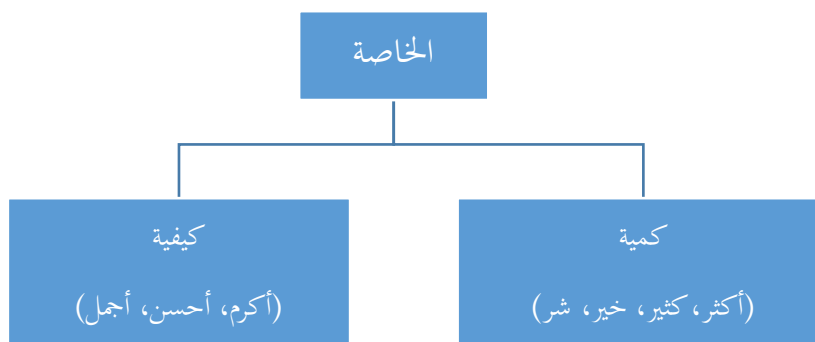 الخاصة
كمية
(أكثر، كثير، خير، شر)
كيفية
(أكرم، أحسن، أجمل)